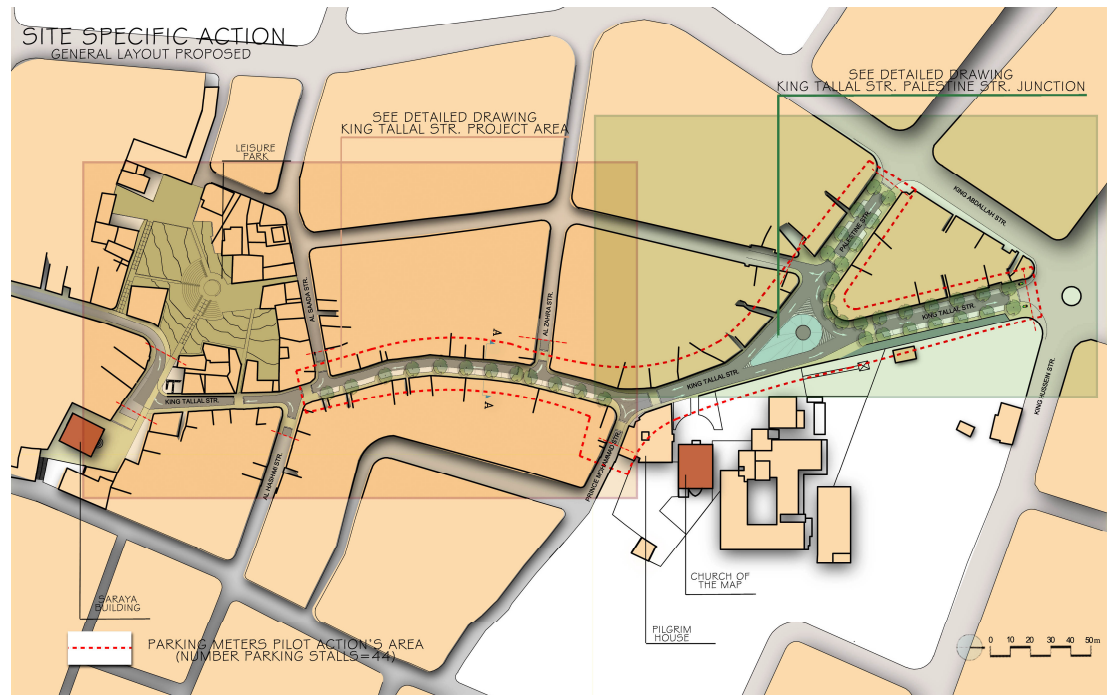 SITE SPECIFIC ACTION
GENERAL LAYOUT PROPOSED
SEE DETAILED DRAWING
KING TALLAL STR. PALESTINE STR. JUNCTION
SEE DETAILED DRAWING
KING TALLAL STR. PROJECT AREA
LEISURE
PARK
KING ABDALLAH STR.
PALESTINE STR.
KING TALLAL STR.
AL SAADA STR.
AL ZAHRA STR.
A
A
KING TALLAL STR.
KING TALLAL STR.
KING HUSSEIN STR.
AL HASHMI STR.
PRINCE MOHAMMAD STR.
CHURCH OF
THE MAP
SARAYA
BUILDING
PILGRIM
HOUSE
PARKING METERS PILOT ACTION'S AREA
(NUMBER PARKING STALLS=44)
0 10 20 30 40 50m